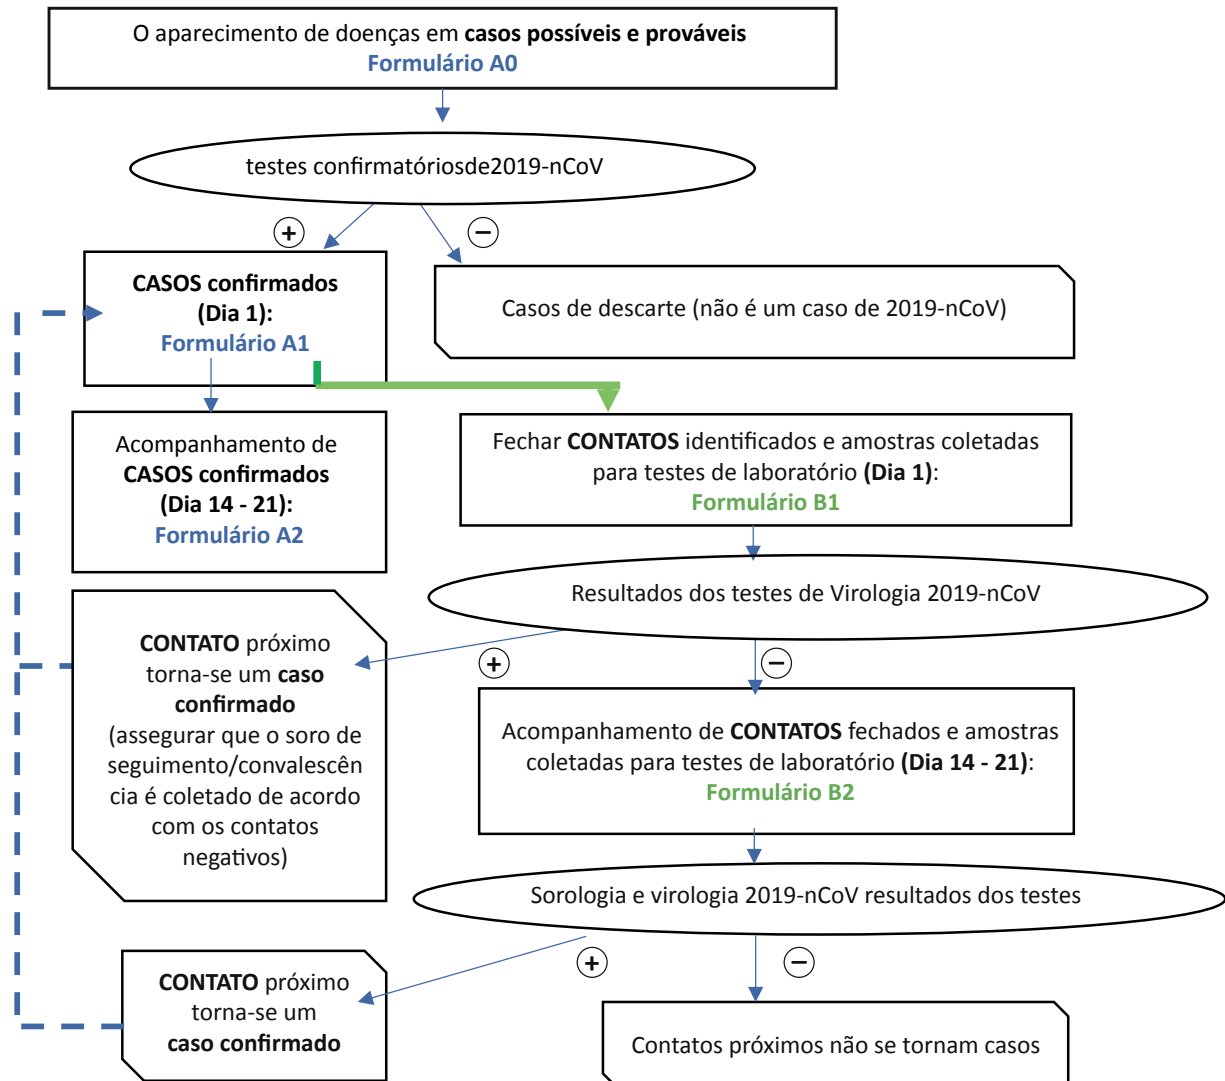 O aparecimento de doenças em casos possíveis e prováveis
Formulário A0
testes confirmatóriosde2019-nCoV
+
−
CASOS confirmados
(Dia 1):
Formulário A1
Casos de descarte (não é um caso de 2019-nCoV)
Acompanhamento de
CASOS confirmados
(Dia 14 - 21):
Formulário A2
Fechar CONTATOS identificados e amostras coletadas
para testes de laboratório (Dia 1):
Formulário B1
Resultados dos testes de Virologia 2019-nCoV
+
−
CONTATO próximo
torna-se um caso
confirmado
(assegurar que o soro de
seguimento/convalescên
cia é coletado de acordo
com os contatos
negativos)
Acompanhamento de CONTATOS fechados e amostras
coletadas para testes de laboratório (Dia 14 - 21):
Formulário B2
Sorologia e virologia 2019-nCoV resultados dos testes
+
−
CONTATO próximo
torna-se um
caso confirmado
Contatos próximos não se tornam casos